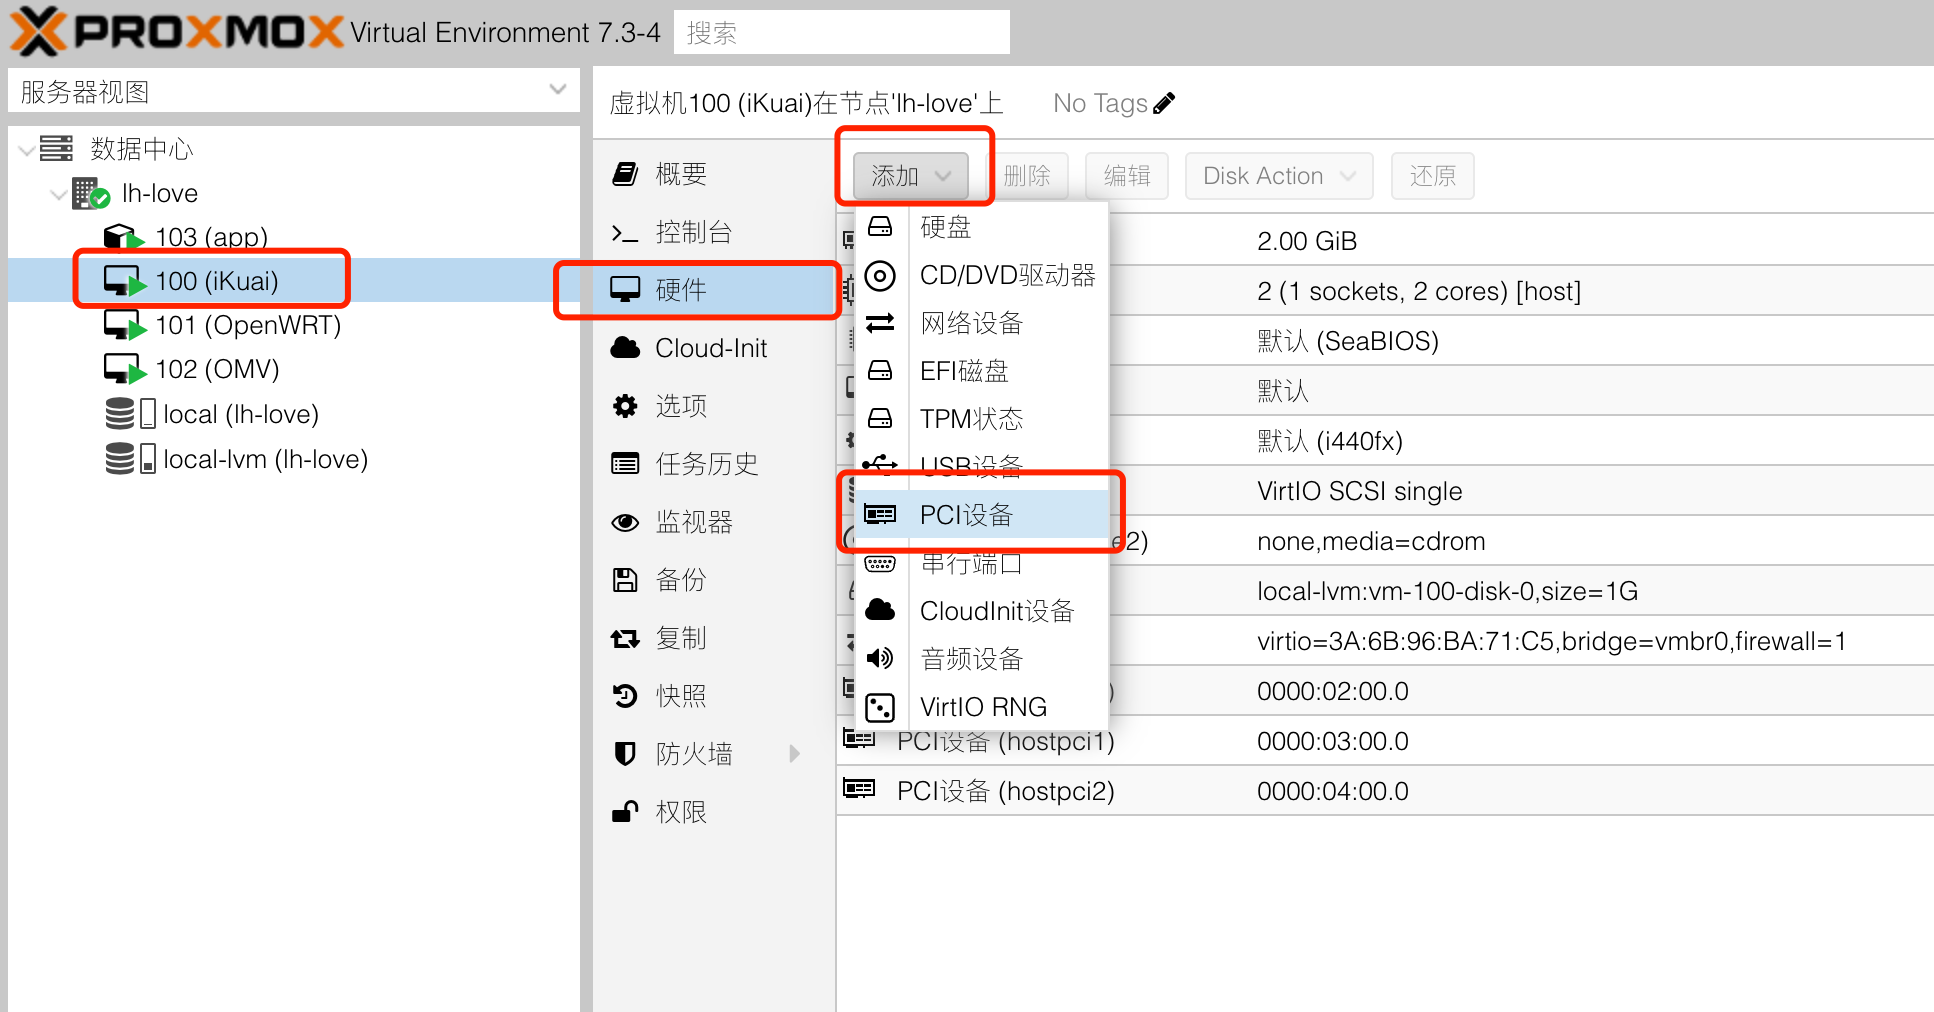 PROXMOX Virtual Environment 7.3-4 搜索
服务器视图
数据中心
lh-love
103 (app)
100 (iKuai)
101 (OpenWRT)
102 (OMV)
local (lh-love)
local-lvm (lh-love)
虚拟机100 (iKuai)在节点'lh-love'上 No Tags
概要
控制台
硬件
Cloud-Init
选项
任务历史
监视器
备份
复制
快照
防火墙
权限
添加 删除 编辑 Disk Action 还原
硬盘
CD/DVD驱动器
网络设备
EFI磁盘
TPM状态
USB设备
PCI设备
串行端口
CloudInit设备
音频设备
VirtIO RNG
2.00 GiB
2 (1 sockets, 2 cores) [host]
默认 (SeaBIOS)
默认
默认 (i440fx)
VirtIO SCSI single
e2) none,media=cdrom
local-lvm:vm-100-disk-0,size=1G
virtio=3A:6B:96:BA:71:C5,bridge=vmbr0,firewall=1
) 0000:02:00.0
PCI设备 (hostpci1) 0000:03:00.0
PCI设备 (hostpci2) 0000:04:00.0